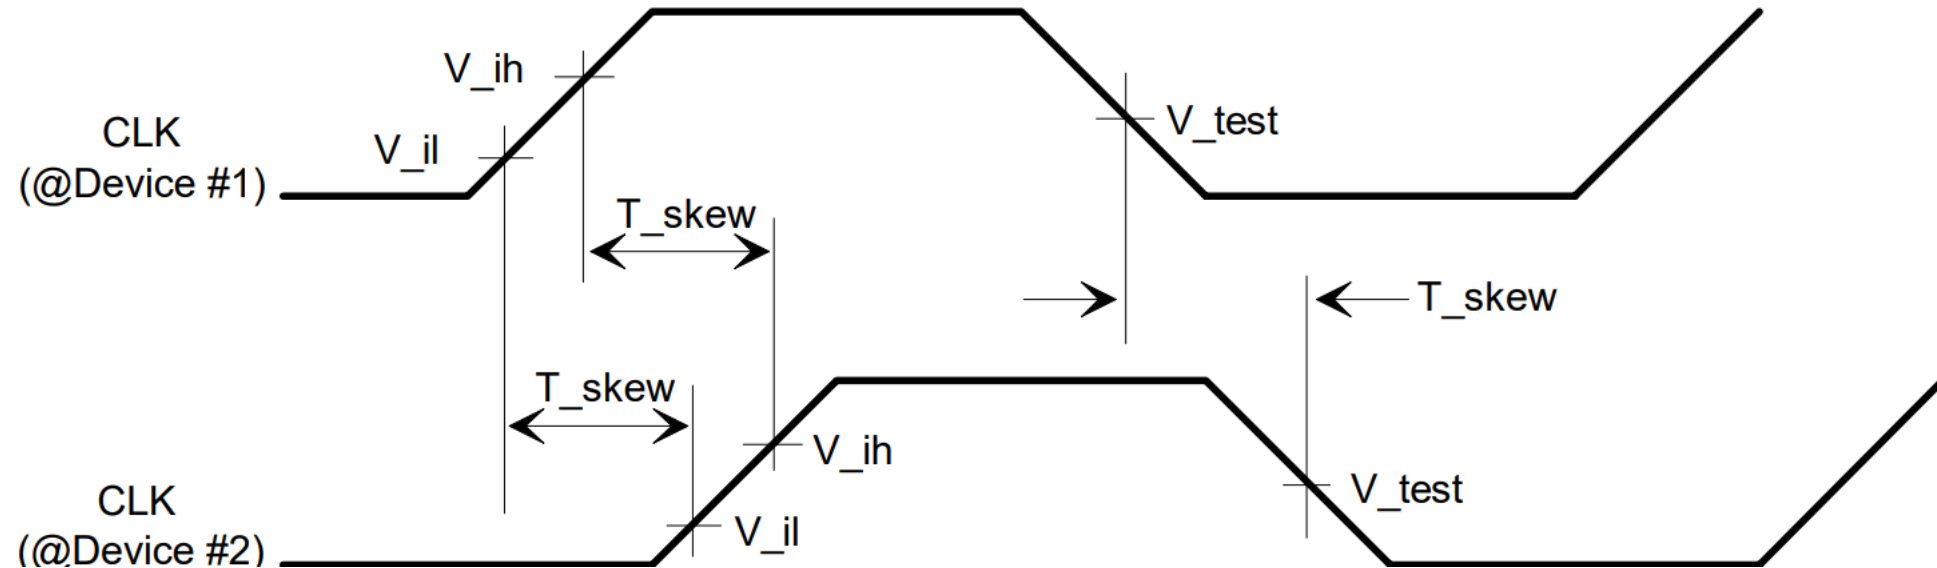 V_ih
V_il
CLK
(@Device #1)
V_test
T_skew
T_skew
T_skew
V_ih
V_il
V_test
CLK
(@Device #2)